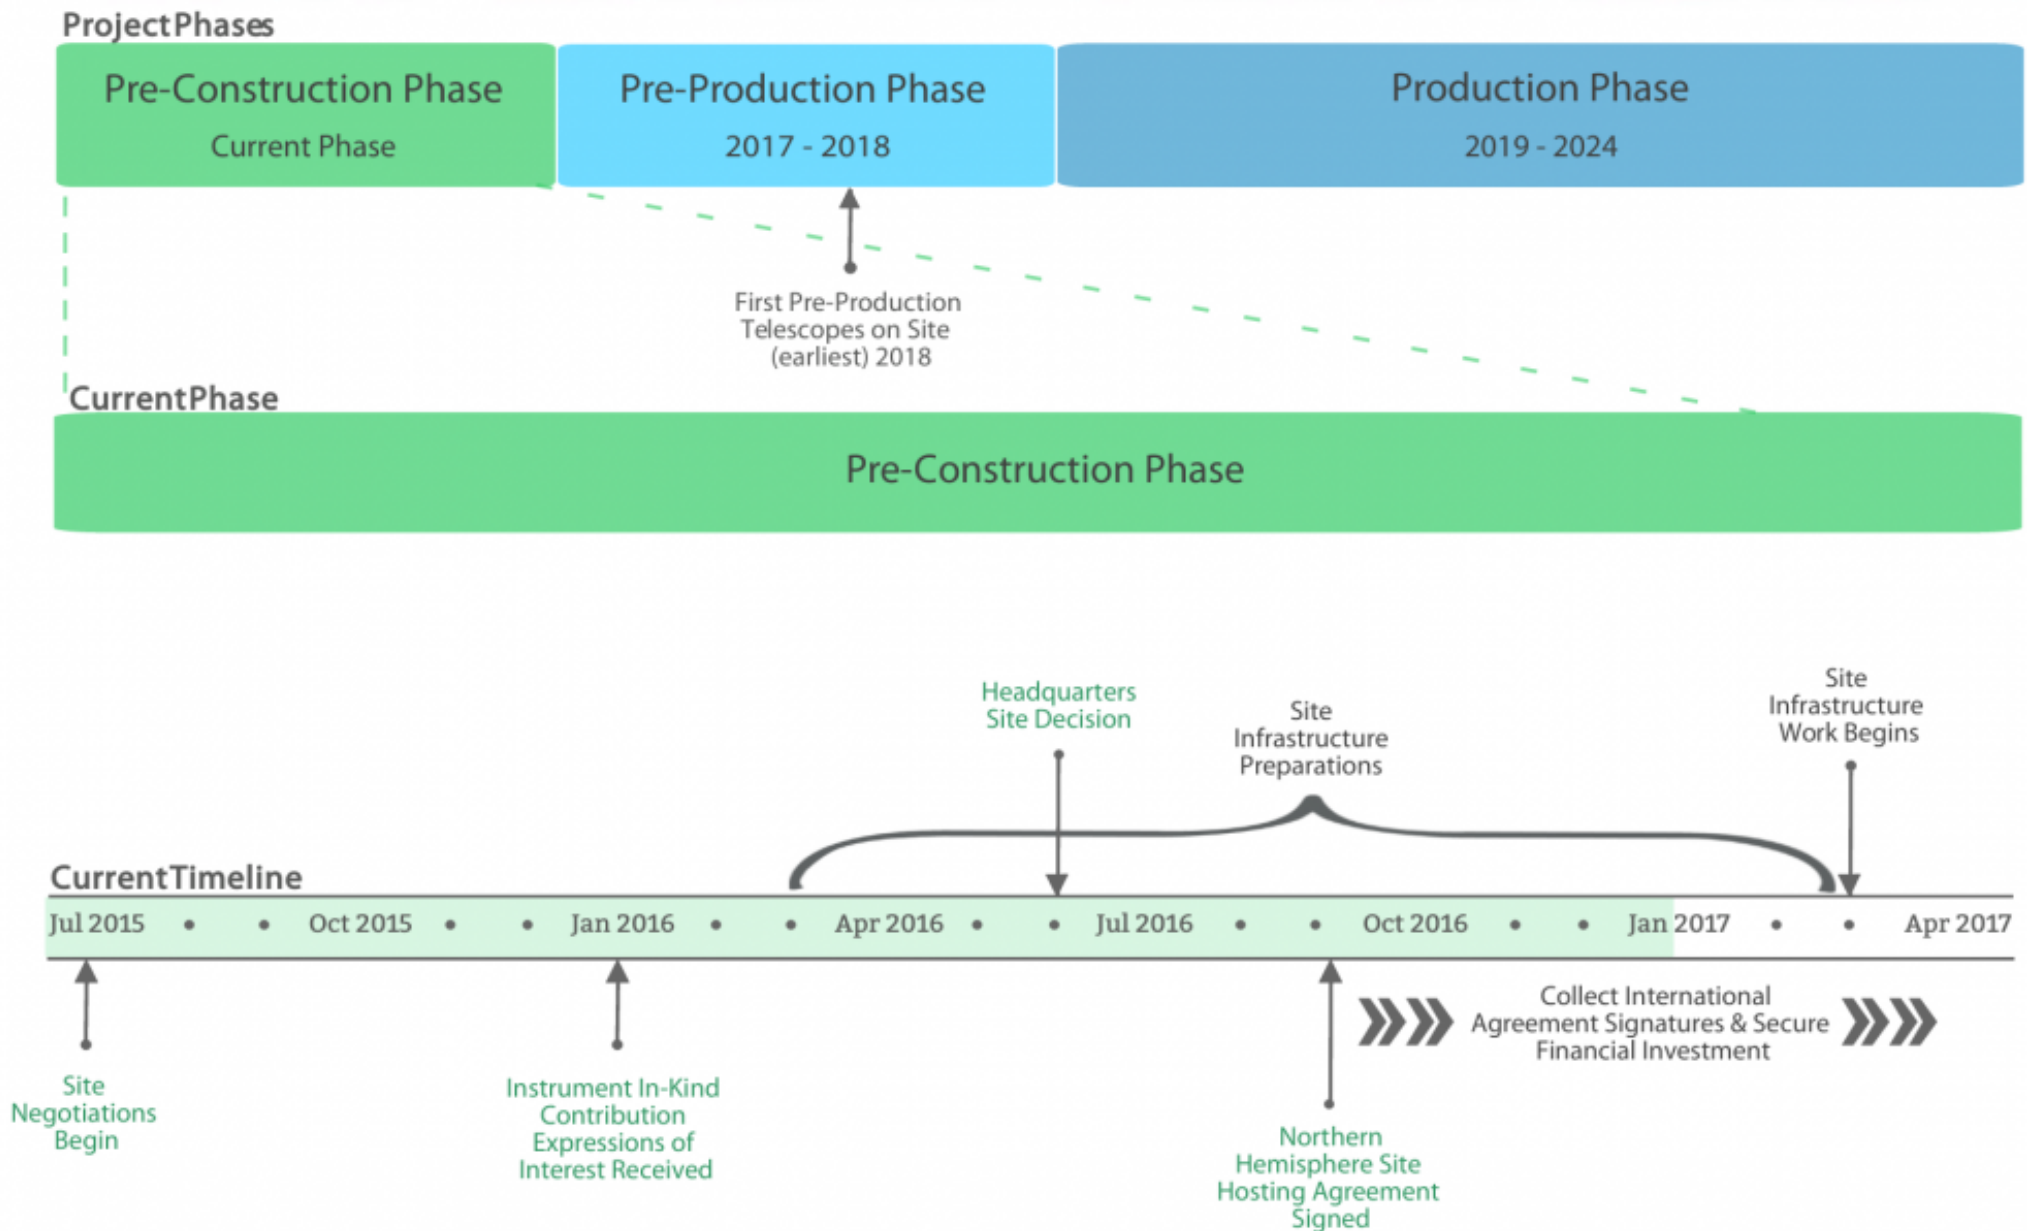 ProjectPhases
Pre-Construction Phase
Current Phase
Pre-Production Phase
2017 - 2018
Production Phase
2019 - 2024
First Pre-Production
Telescopes on Site
(earliest) 2018
CurrentPhase
Pre-Construction Phase
Headquarters
Site Decision
Site
Infrastructure
Preparations
Site
Infrastructure
Work Begins
CurrentTimeline
Jul 2015 • • Oct 2015 • • Jan 2016 • • Apr 2016 • • Jul 2016 • • Oct 2016 • • Jan 2017 • • Apr 2017
Site
Negotiations
Begin
Instrument In-Kind
Contribution
Expressions of
Interest Received
Northern
Hemisphere Site
Hosting Agreement
Signed
Collect International
Agreement Signatures & Secure
Financial Investment